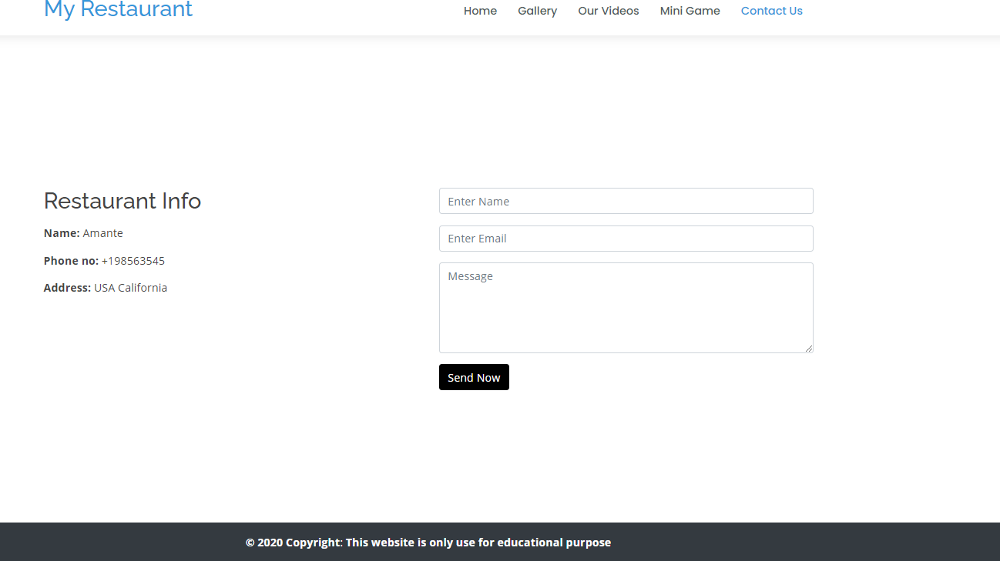 My Restaurant
Home Gallery Our Videos Mini Game Contact Us
Restaurant Info
Name: Amante
Phone no: +198563545
Address: USA California
Enter Name
Enter Email
Message
Send Now
© 2020 Copyright: This website is only use for educational purpose